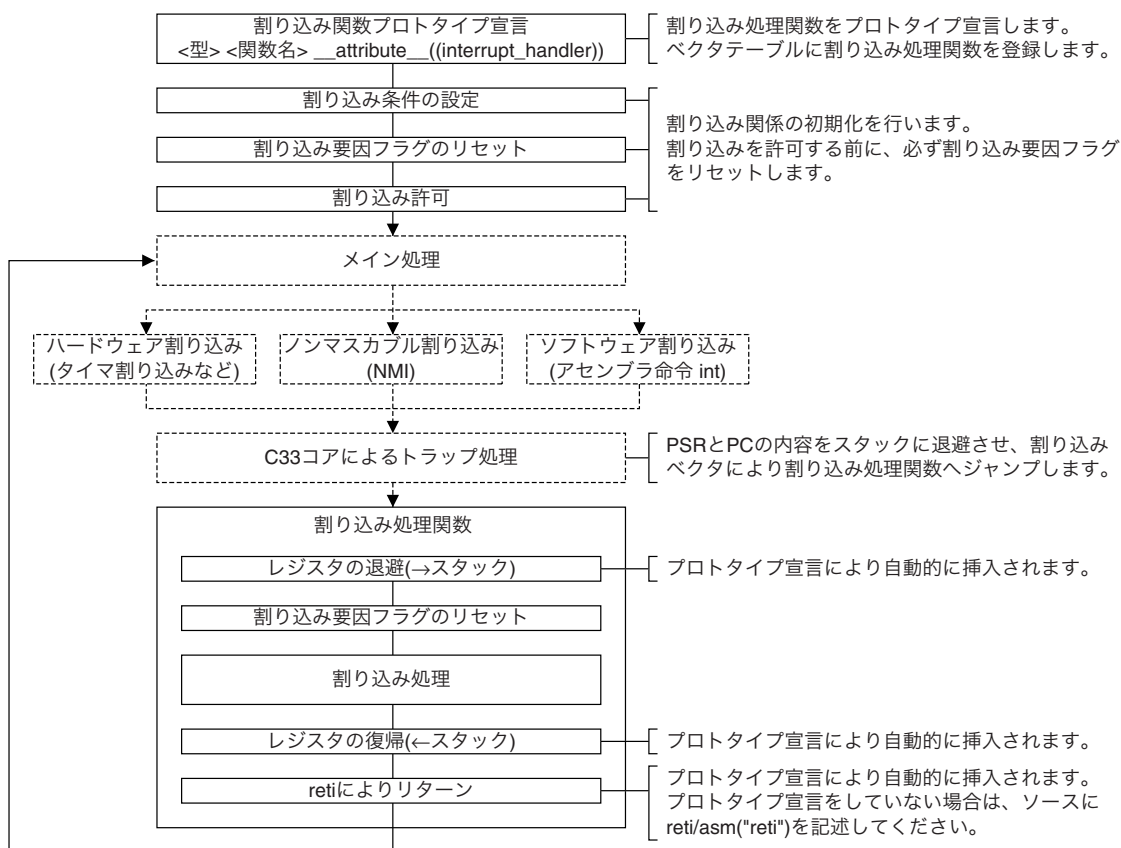 割り込み関数プロトタイプ宣言
<型> <関数名> __attribute__((interrupt_handler))
割り込み処理関数をプロトタイプ宣言します。
ベクタテーブルに割り込み処理関数を登録します。
割り込み条件の設定
割り込み要因フラグのリセット
割り込み許可
割り込み関係の初期化を行います。
割り込みを許可する前に、必ず割り込み要因フラグ
をリセットします。
メイン処理
ハードウェア割り込み
(タイマ割り込みなど)
ノンマスカブル割り込み
(NMI)
ソフトウェア割り込み
(アセンブラ命令 int)
C33コアによるトラップ処理
PSRとPCの内容をスタックに退避させ、割り込み
ベクタにより割り込み処理関数へジャンプします。
割り込み処理関数
レジスタの退避(→スタック)
プロトタイプ宣言により自動的に挿入されます。
割り込み要因フラグのリセット
割り込み処理
レジスタの復帰(←スタック)
プロトタイプ宣言により自動的に挿入されます。
retiによりリターン
プロトタイプ宣言により自動的に挿入されます。
プロトタイプ宣言をしていない場合は、ソースに
reti/asm("reti")を記述してください。